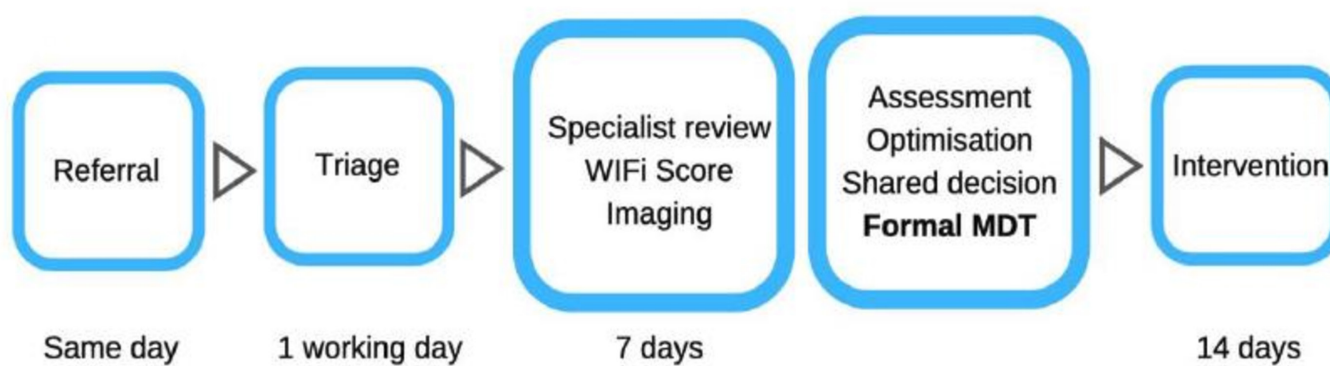 Referral
Triage
Specialist review
WIFi Score
Imaging
Assessment
Optimisation
Shared decision
Formal MDT
Intervention
Same day
1 working day
7 days
14 days